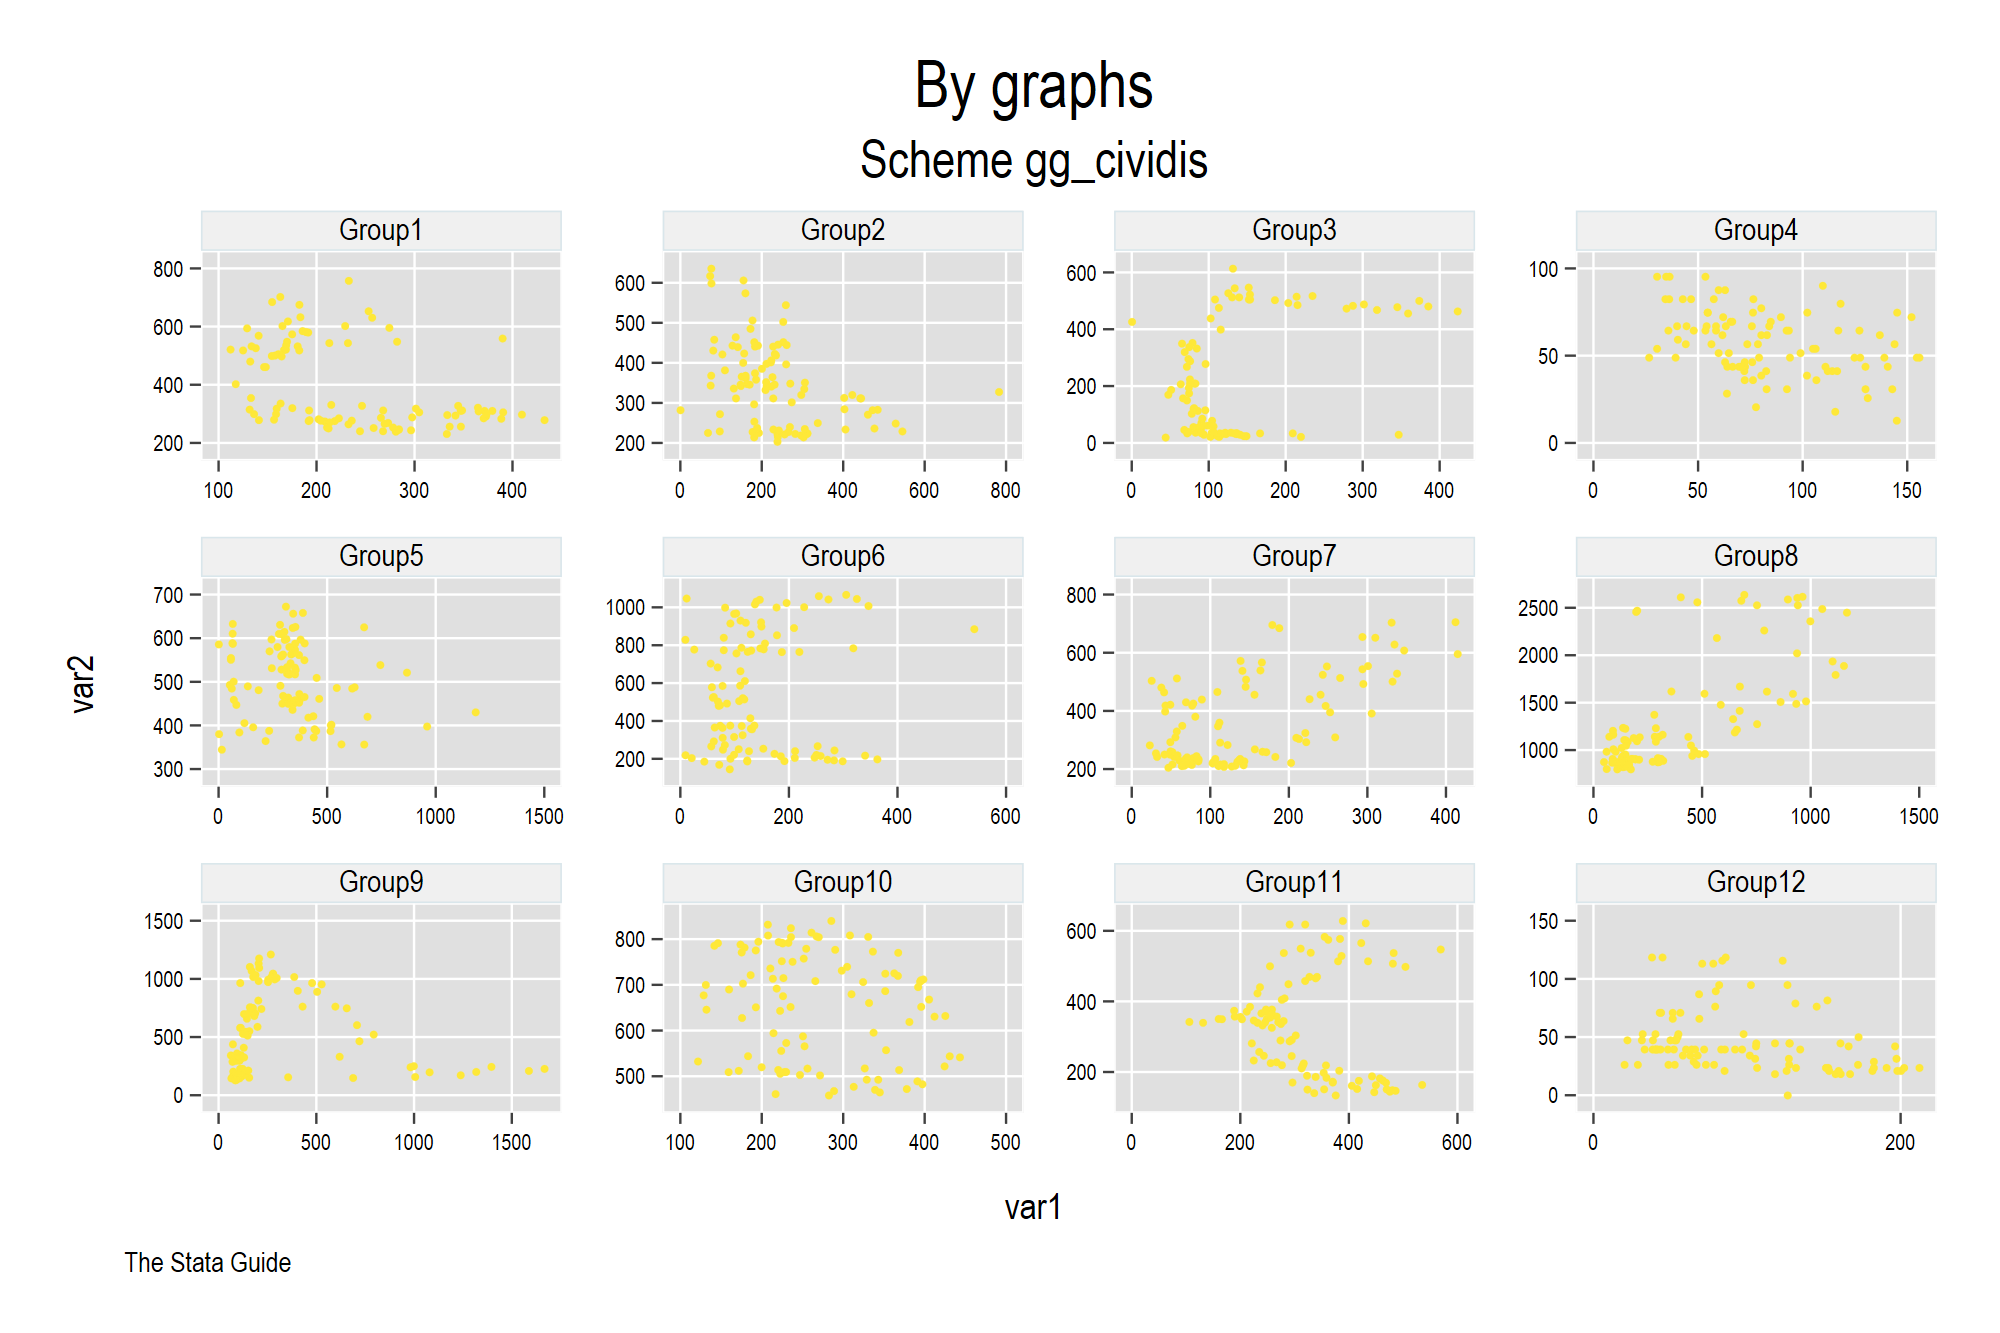 By graphs
Scheme gg_cividis
Group1 Group2 Group3 Group4
800
600
400
200
100 200 300 400
600
500
400
300
200
0 200 400 600 800
600
400
200
0
0 100 200 300 400
100
50
0
0 50 100 150
Group5 Group6 Group7 Group8
700
600
500
400
300
0 500 1000 1500
1000
800
600
400
200
0 200 400 600
800
600
400
200
0 100 200 300 400
2500
2000
1500
1000
0 500 1000 1500
var2
Group9 Group10 Group11 Group12
1500
1000
500
0
0 500 1000 1500
800
700
600
500
100 200 300 400 500
600
400
200
0 200 400 600
150
100
50
0
0 200
var1
The Stata Guide